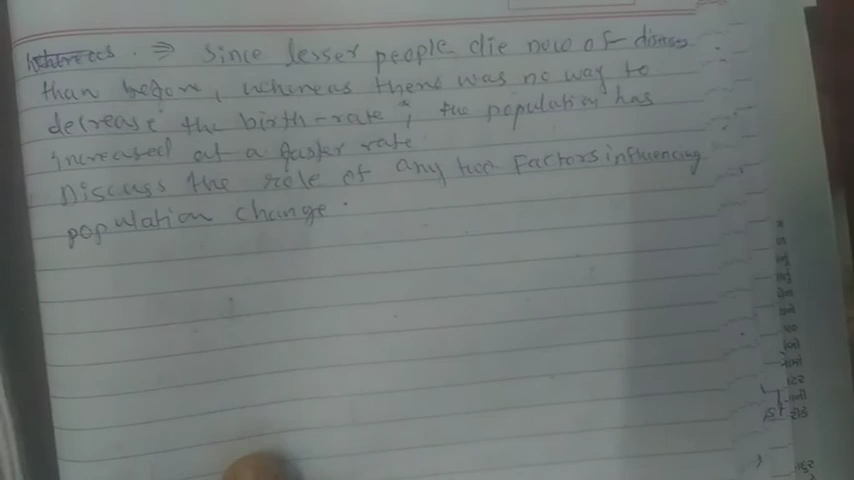 Whereas. ⇒ Since lesser people die now of diseases
than before, whereas there was no way to
decrease the birth-rate, the population has
increased at a faster rate.
Discuss the role of any two Factors influencing
population change.